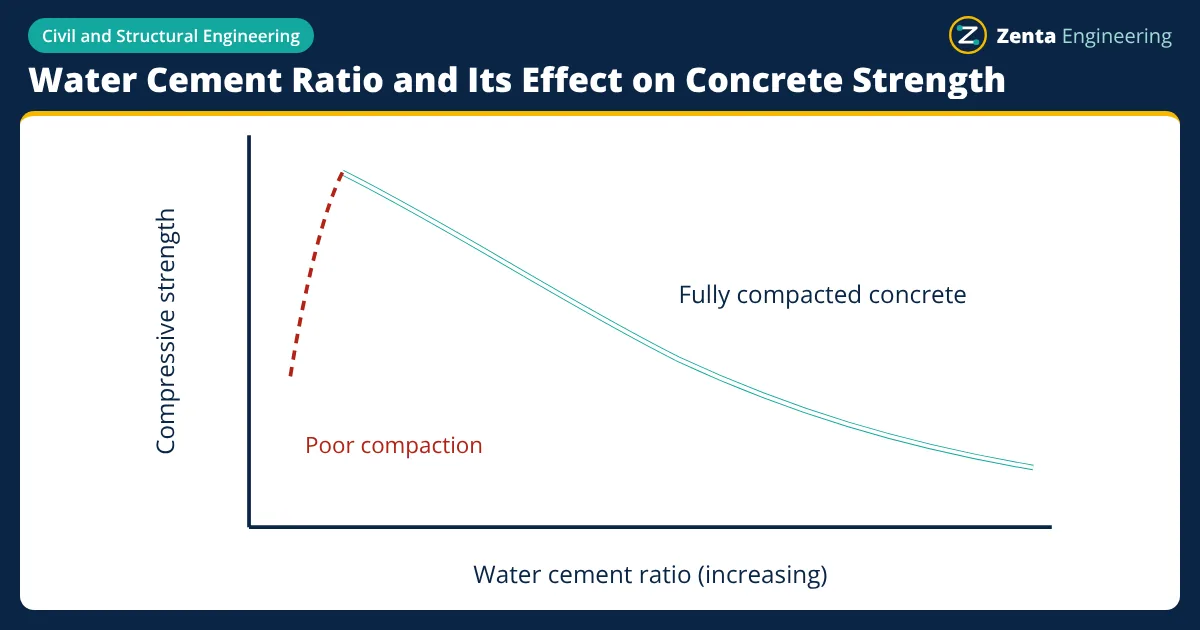 Civil and Structural Engineering
Zenta Engineering
Water Cement Ratio and Its Effect on Concrete Strength
Compressive strength
Fully compacted concrete
Poor compaction
Water cement ratio (increasing)